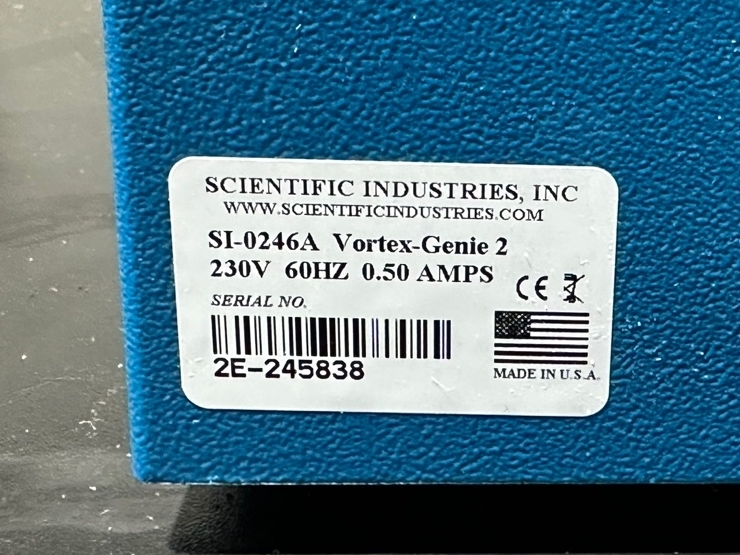 SCIENTIFIC INDUSTRIES, INC
WWW.SCIENTIFICINDUSTRIES.COM
SI-0246A Vortex-Genie 2
230V 60HZ 0.50 AMPS
CE
SERIAL NO.
2E-245838
MADE IN U.S.A.